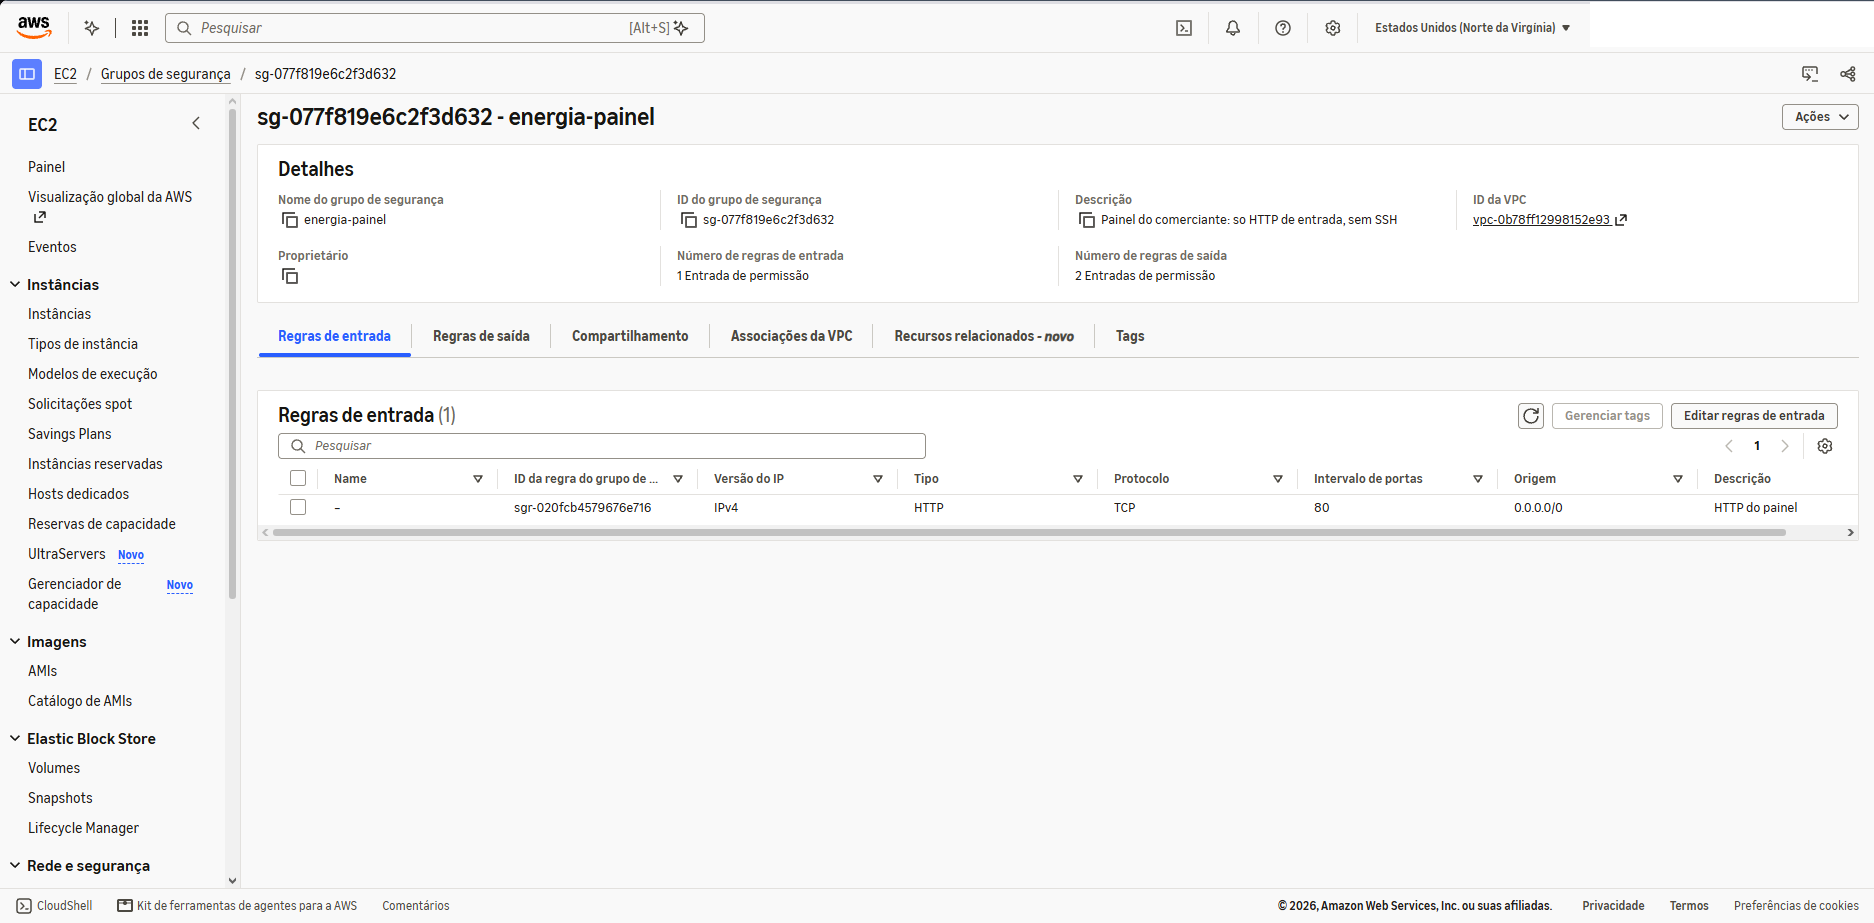 aws
Pesquisar [Alt+S]
Estados Unidos (Norte da Virgínia)
EC2 / Grupos de segurança / sg-077f819e6c2f3d632
EC2
Painel
Visualização global da AWS
Eventos
Instâncias
Instâncias
Tipos de instância
Modelos de execução
Solicitações spot
Savings Plans
Instâncias reservadas
Hosts dedicados
Reservas de capacidade
UltraServers Novo
Gerenciador de Novo
capacidade
Imagens
AMIs
Catálogo de AMIs
Elastic Block Store
Volumes
Snapshots
Lifecycle Manager
Rede e segurança
sg-077f819e6c2f3d632 - energia-painel
Ações
Detalhes
Nome do grupo de segurança
energia-painel
ID do grupo de segurança
sg-077f819e6c2f3d632
Descrição
Painel do comerciante: so HTTP de entrada, sem SSH
ID da VPC
vpc-0b78ff12998152e93
Proprietário
Número de regras de entrada
1 Entrada de permissão
Número de regras de saída
2 Entradas de permissão
Regras de entrada
Regras de saída
Compartilhamento
Associações da VPC
Recursos relacionados - novo
Tags
Regras de entrada (1)
Gerenciar tags
Editar regras de entrada
Pesquisar
1
Name ID da regra do grupo de ... Versão do IP Tipo Protocolo Intervalo de portas Origem Descrição
– sgr-020fcb4579676e716 IPv4 HTTP TCP 80 0.0.0.0/0 HTTP do painel
CloudShell Kit de ferramentas de agentes para a AWS Comentários
© 2026, Amazon Web Services, Inc. ou suas afiliadas. Privacidade Termos Preferências de cookies